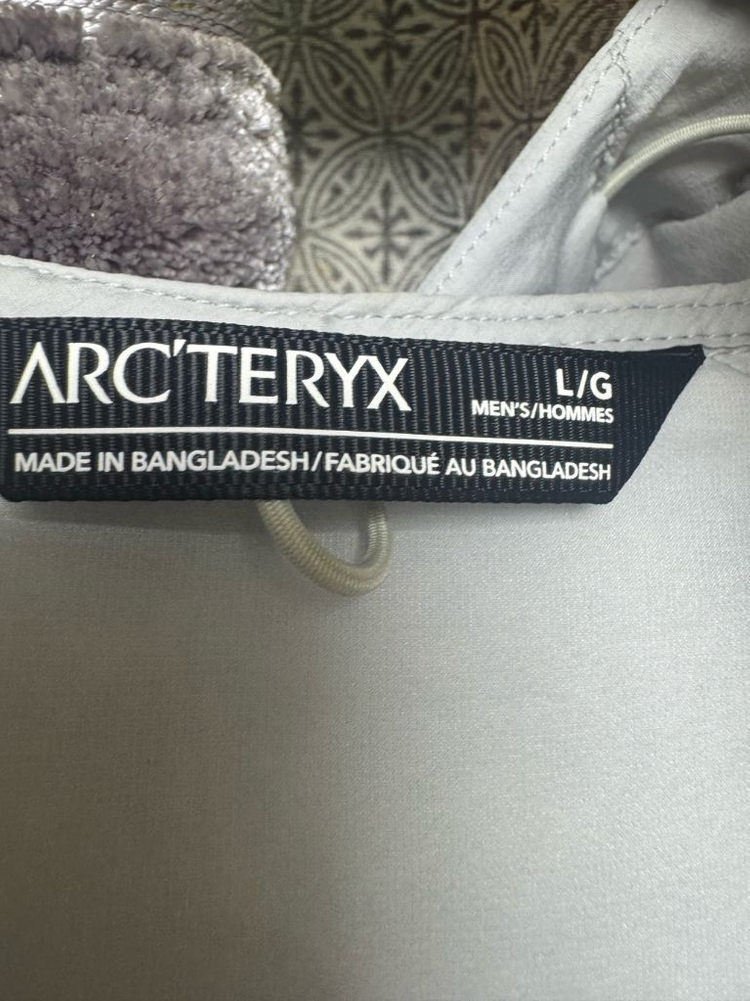 ARC'TERYX
L/G
MEN'S/HOMMES
MADE IN BANGLADESH/FABRIQUÉ AU BANGLADESH